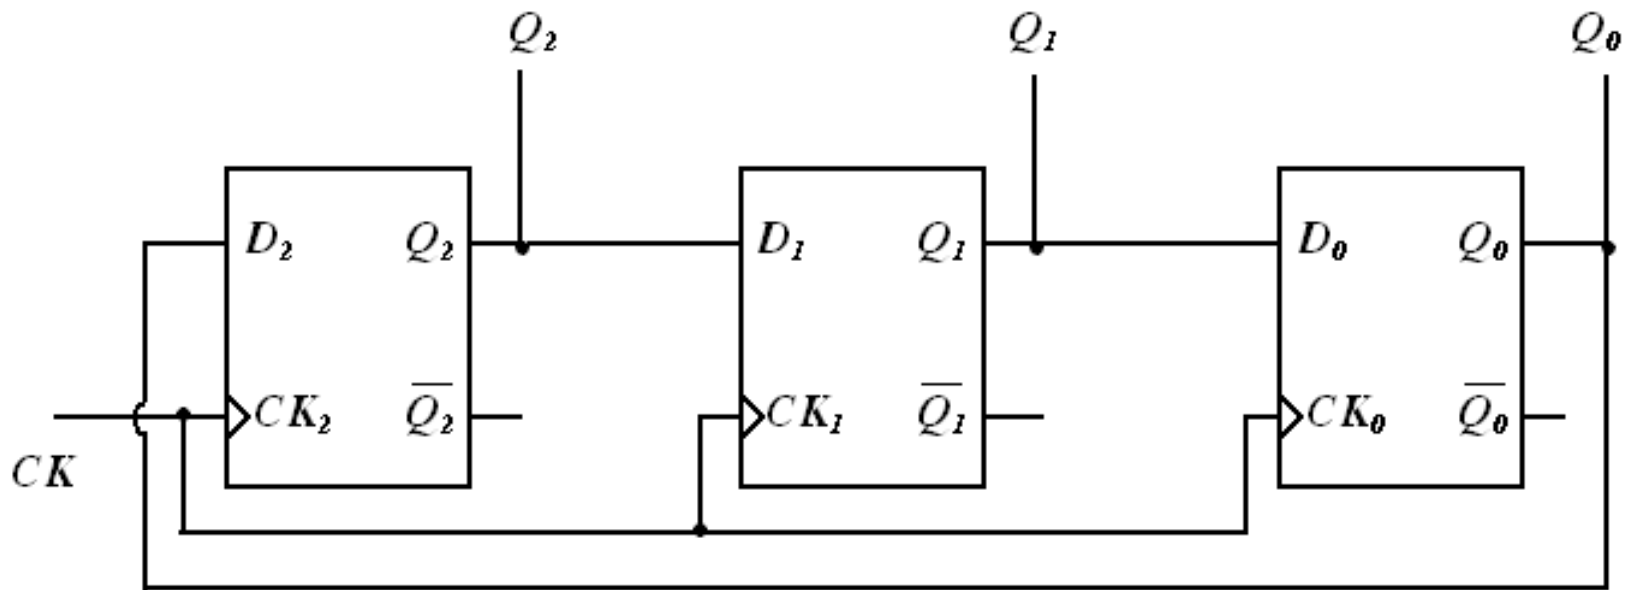 Q₂ Q₁ Q₀
D₂ Q₂ D₁ Q₁ D₀ Q₀
CK₂ Q̅₂ CK₁ Q̅₁ CK₀ Q̅₀
CK